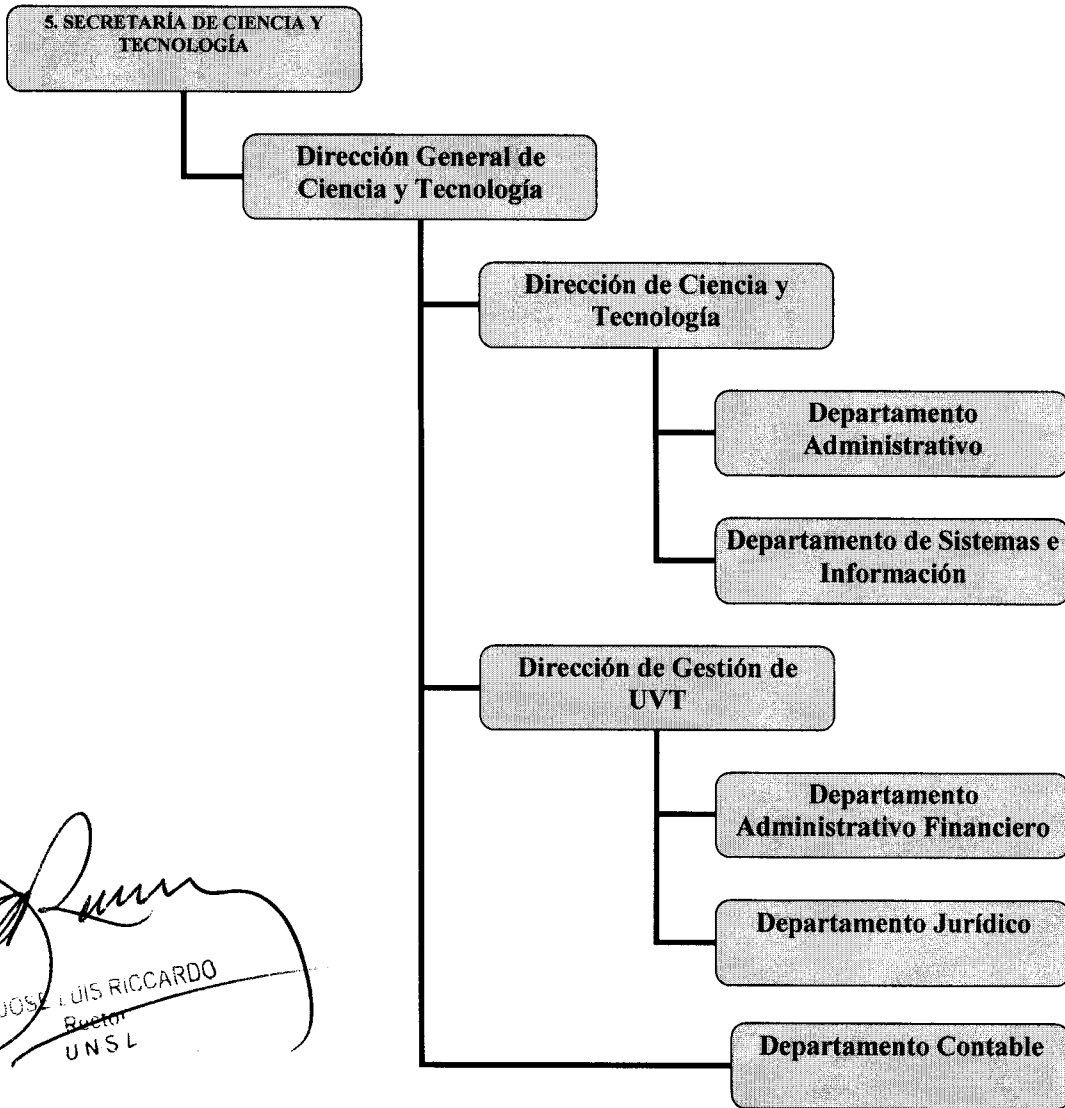 5. SECRETARÍA DE CIENCIA Y
TECNOLOGÍA
Dirección General de
Ciencia y Tecnología
Dirección de Ciencia y
Tecnología
Departamento
Administrativo
Departamento de Sistemas e
Información
Dirección de Gestión de
UVT
Departamento
Administrativo Financiero
Departamento Jurídico
Departamento Contable
JOSE LUIS RICCARDO
Rector
UNSL